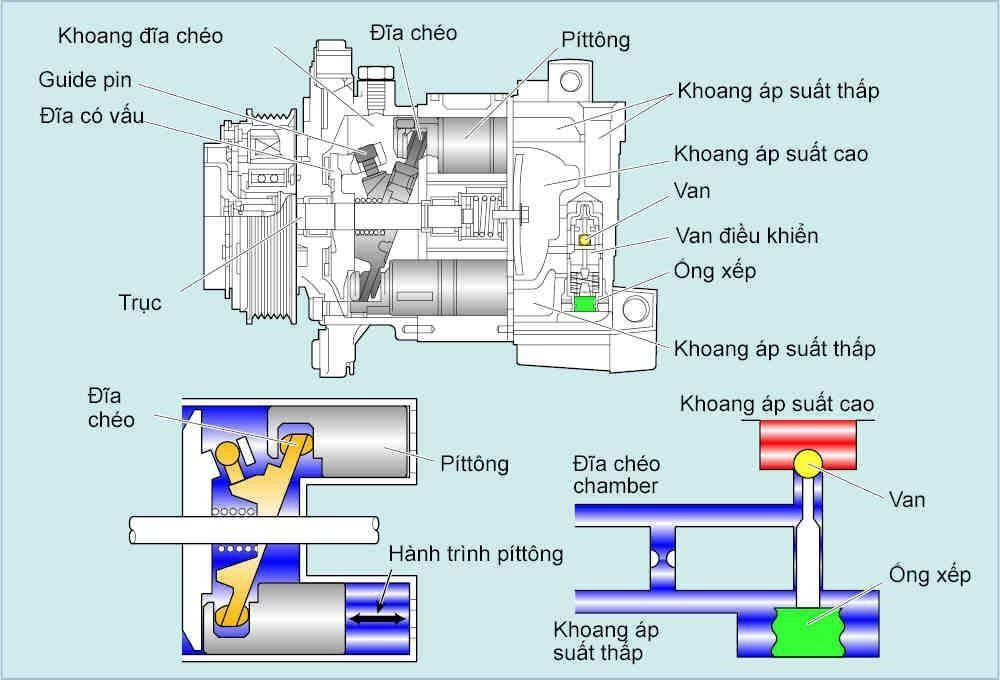 Khoang đĩa chéo
Đĩa chéo
Píttông
Guide pin
Đĩa có vấu
Khoang áp suất thấp
Khoang áp suất cao
Van
Van điều khiển
Ống xếp
Trục
Khoang áp suất thấp
Đĩa
chéo
Píttông
Hành trình píttông
Khoang áp suất cao
Đĩa chéo
chamber
Van
Ống xếp
Khoang áp
suất thấp